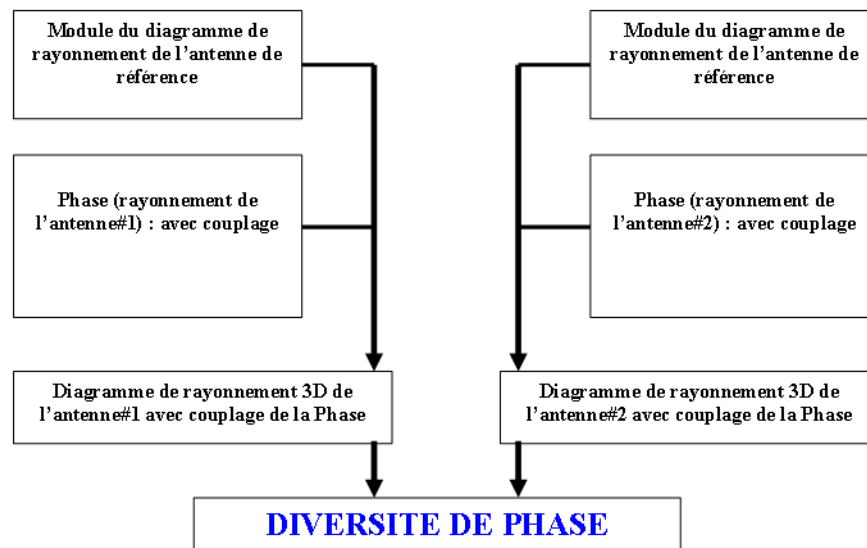 Module du diagramme de
rayonnement de l'antenne de
référence
Module du diagramme de
rayonnement de l'antenne de
référence
Phase (rayonnement de
l'antenne#1) : avec couplage
Phase (rayonnement de
l'antenne#2) : avec couplage
Diagramme de rayonnement 3D de
l'antenne#1 avec couplage de la Phase
Diagramme de rayonnement 3D de
l'antenne#2 avec couplage de la Phase
DIVERSITE DE PHASE